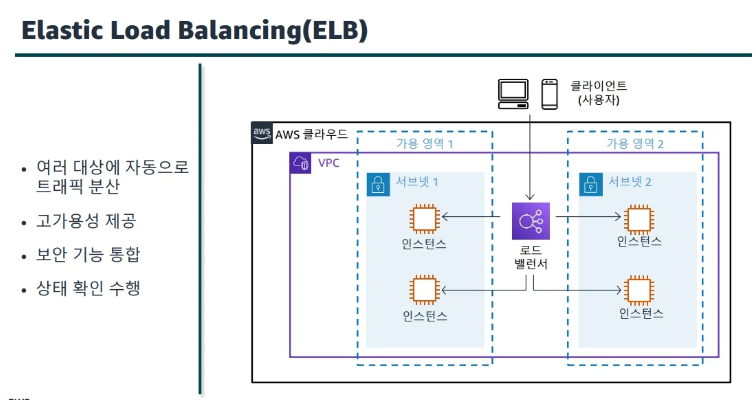 Elastic Load Balancing(ELB)
• 여러 대상에 자동으로
트래픽 분산
• 고가용성 제공
• 보안 기능 통합
• 상태 확인 수행
클라이언트
(사용자)
aws
AWS 클라우드
가용 영역 1
가용 영역 2
VPC
서브넷 1
서브넷 2
인스턴스
인스턴스
로드
밸런서
인스턴스
인스턴스